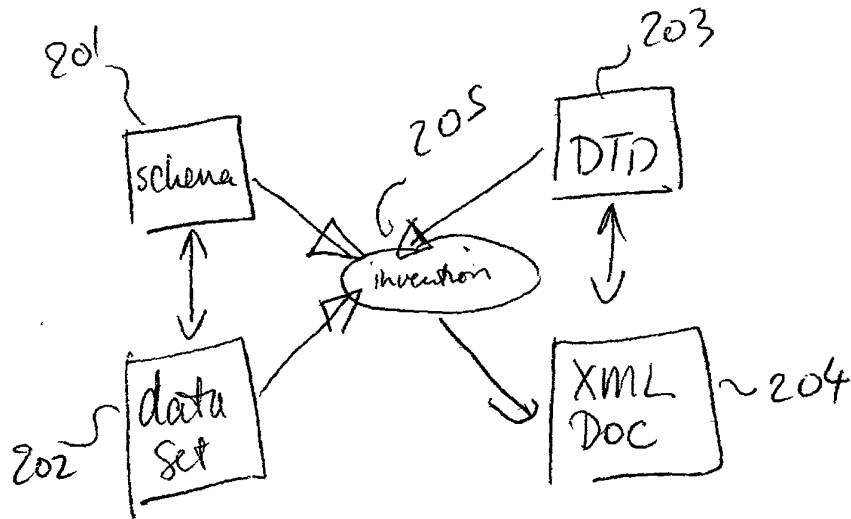 201
203
205
schema
DTD
invention
data
set
202
XML
DOC
204